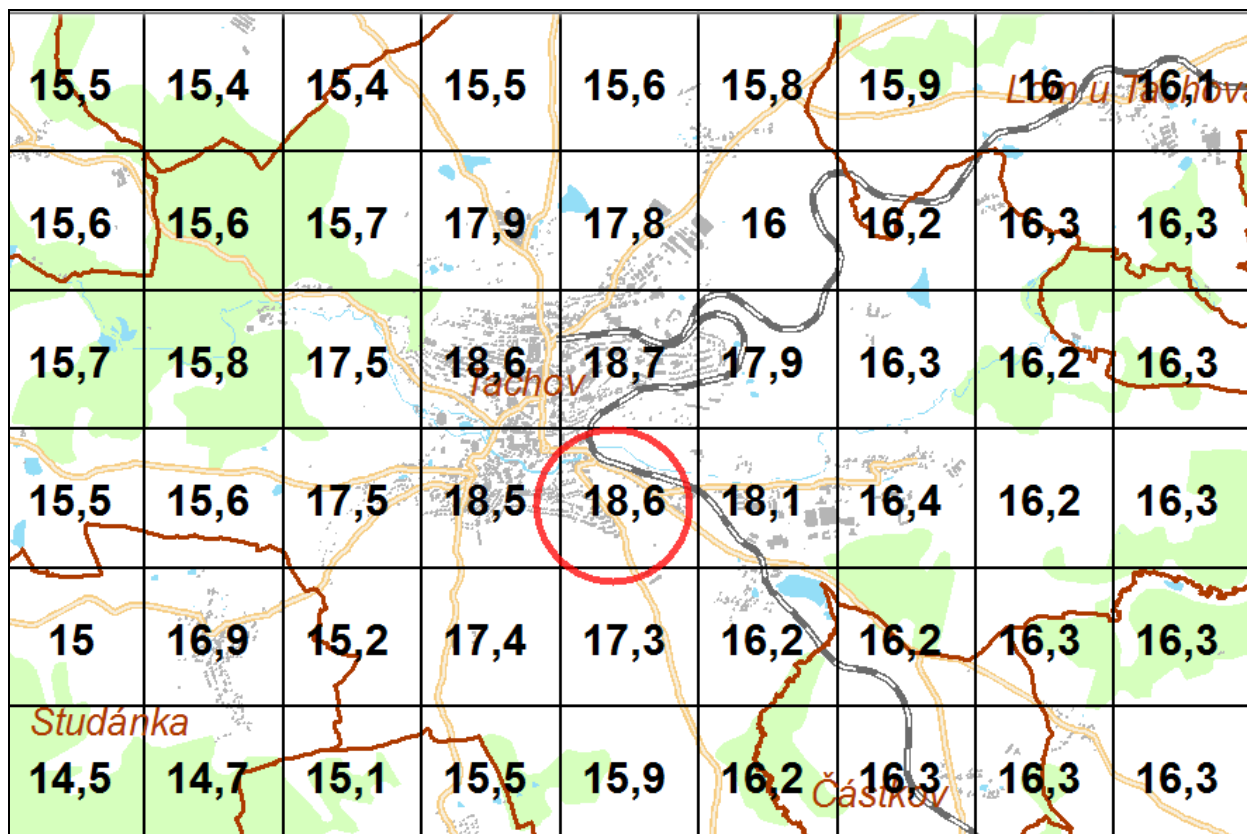 15,5 15,4 15,4 15,5 15,6 15,8 15,9 16 16,1
Lom u Tachova
15,6 15,6 15,7 17,9 17,8 16 16,2 16,3 16,3
15,7 15,8 17,5 18,6 18,7 17,9 16,3 16,2 16,3
Tachov
15,5 15,6 17,5 18,5 18,6 18,1 16,4 16,2 16,3
15 16,9 15,2 17,4 17,3 16,2 16,2 16,3 16,3
Studánka
14,5 14,7 15,1 15,5 15,9 16,2 16,3 16,3 16,3
Částkov